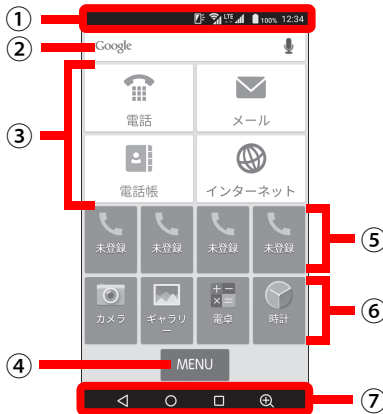 ① LTE 100% 12:34
② Google
③
電話 メール
電話帳 インターネット
未登録 未登録 未登録 未登録 ⑤
カメラ ギャラリー 電卓 時計 ⑥
④ MENU
⑦